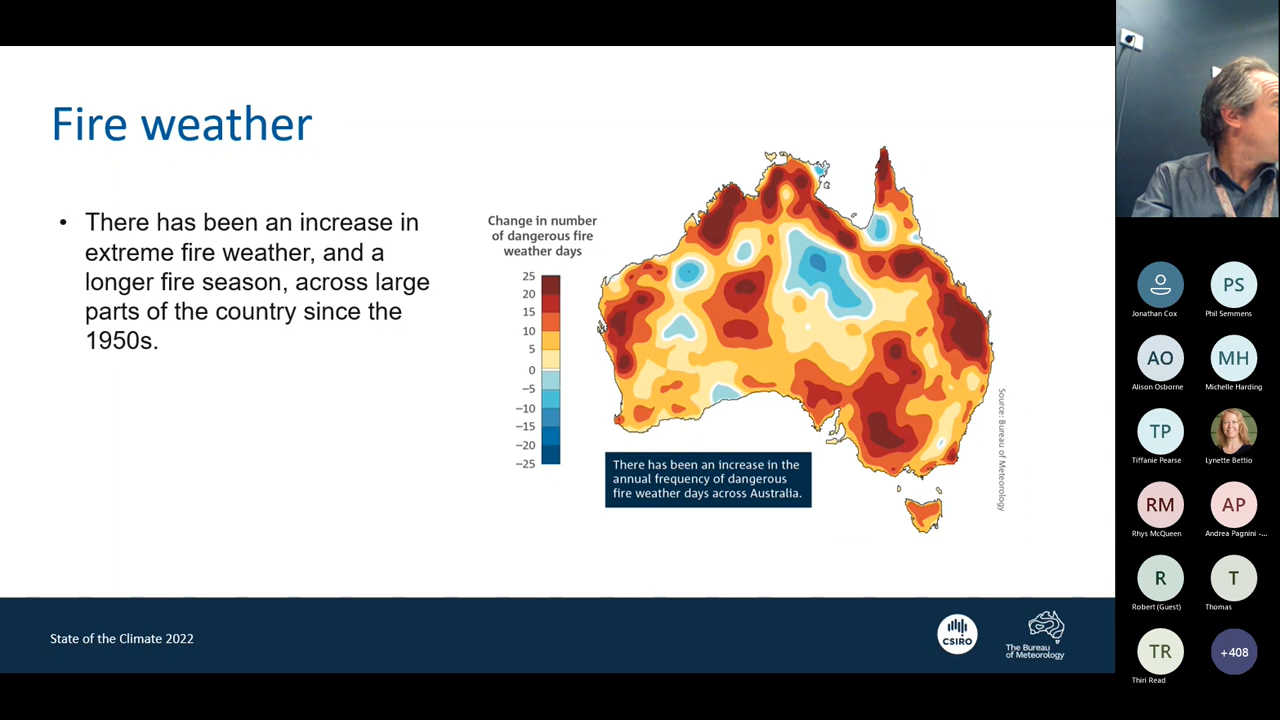 Fire weather
• There has been an increase in
extreme fire weather, and a
longer fire season, across large
parts of the country since the
1950s.
Change in number
of dangerous fire
weather days
25
20
15
10
5
0
−5
−10
−15
−20
−25
There has been an increase in the
annual frequency of dangerous
fire weather days across Australia.
Source: Bureau of Meteorology
State of the Climate 2022
CSIRO
The Bureau
of Meteorology
Jonathan Cox
PS
Phil Semmens
AO
Alison Osborne
MH
Michelle Harding
TP
Tiffanie Pearse
Lynette Bettio
RM
Rhys McQueen
AP
Andrea Pagnini -...
R
Robert (Guest)
T
Thomas
TR
Thiri Read
+408